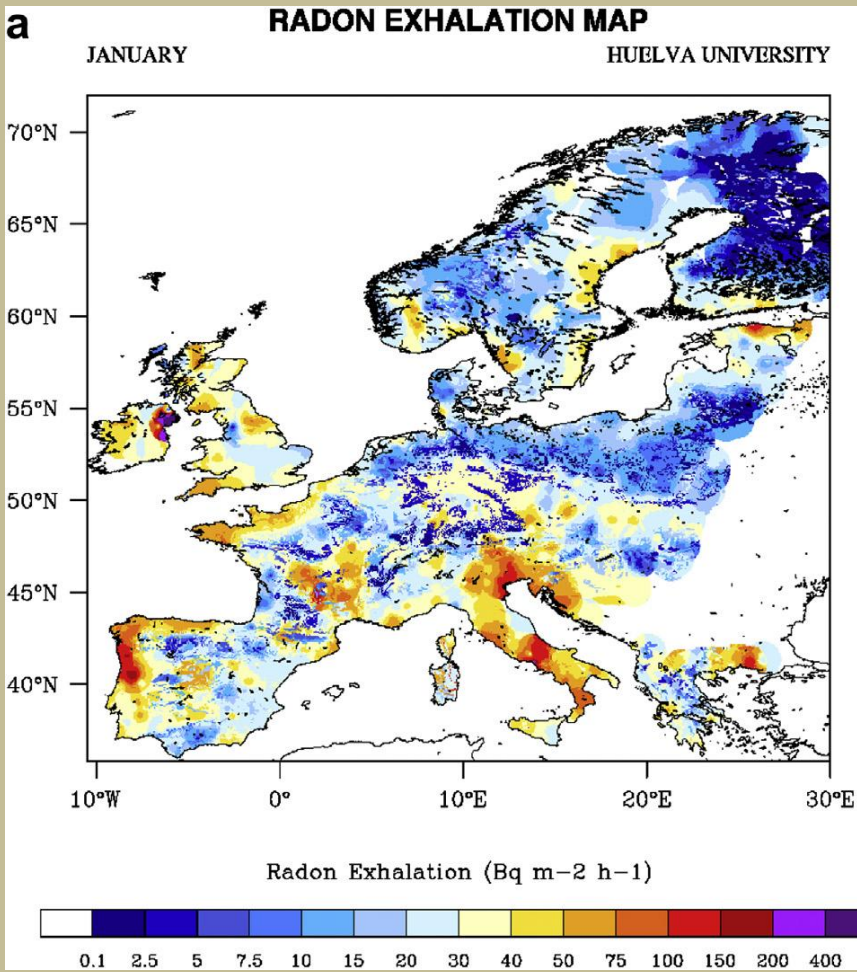 a
RADON EXHALATION MAP
JANUARY HUELVA UNIVERSITY
70°N
65°N
60°N
55°N
50°N
45°N
40°N
10°W 0° 10°E 20°E 30°E
Radon Exhalation (Bq m-2 h-1)
0.1 2.5 5 7.5 10 15 20 30 40 50 75 100 150 200 400